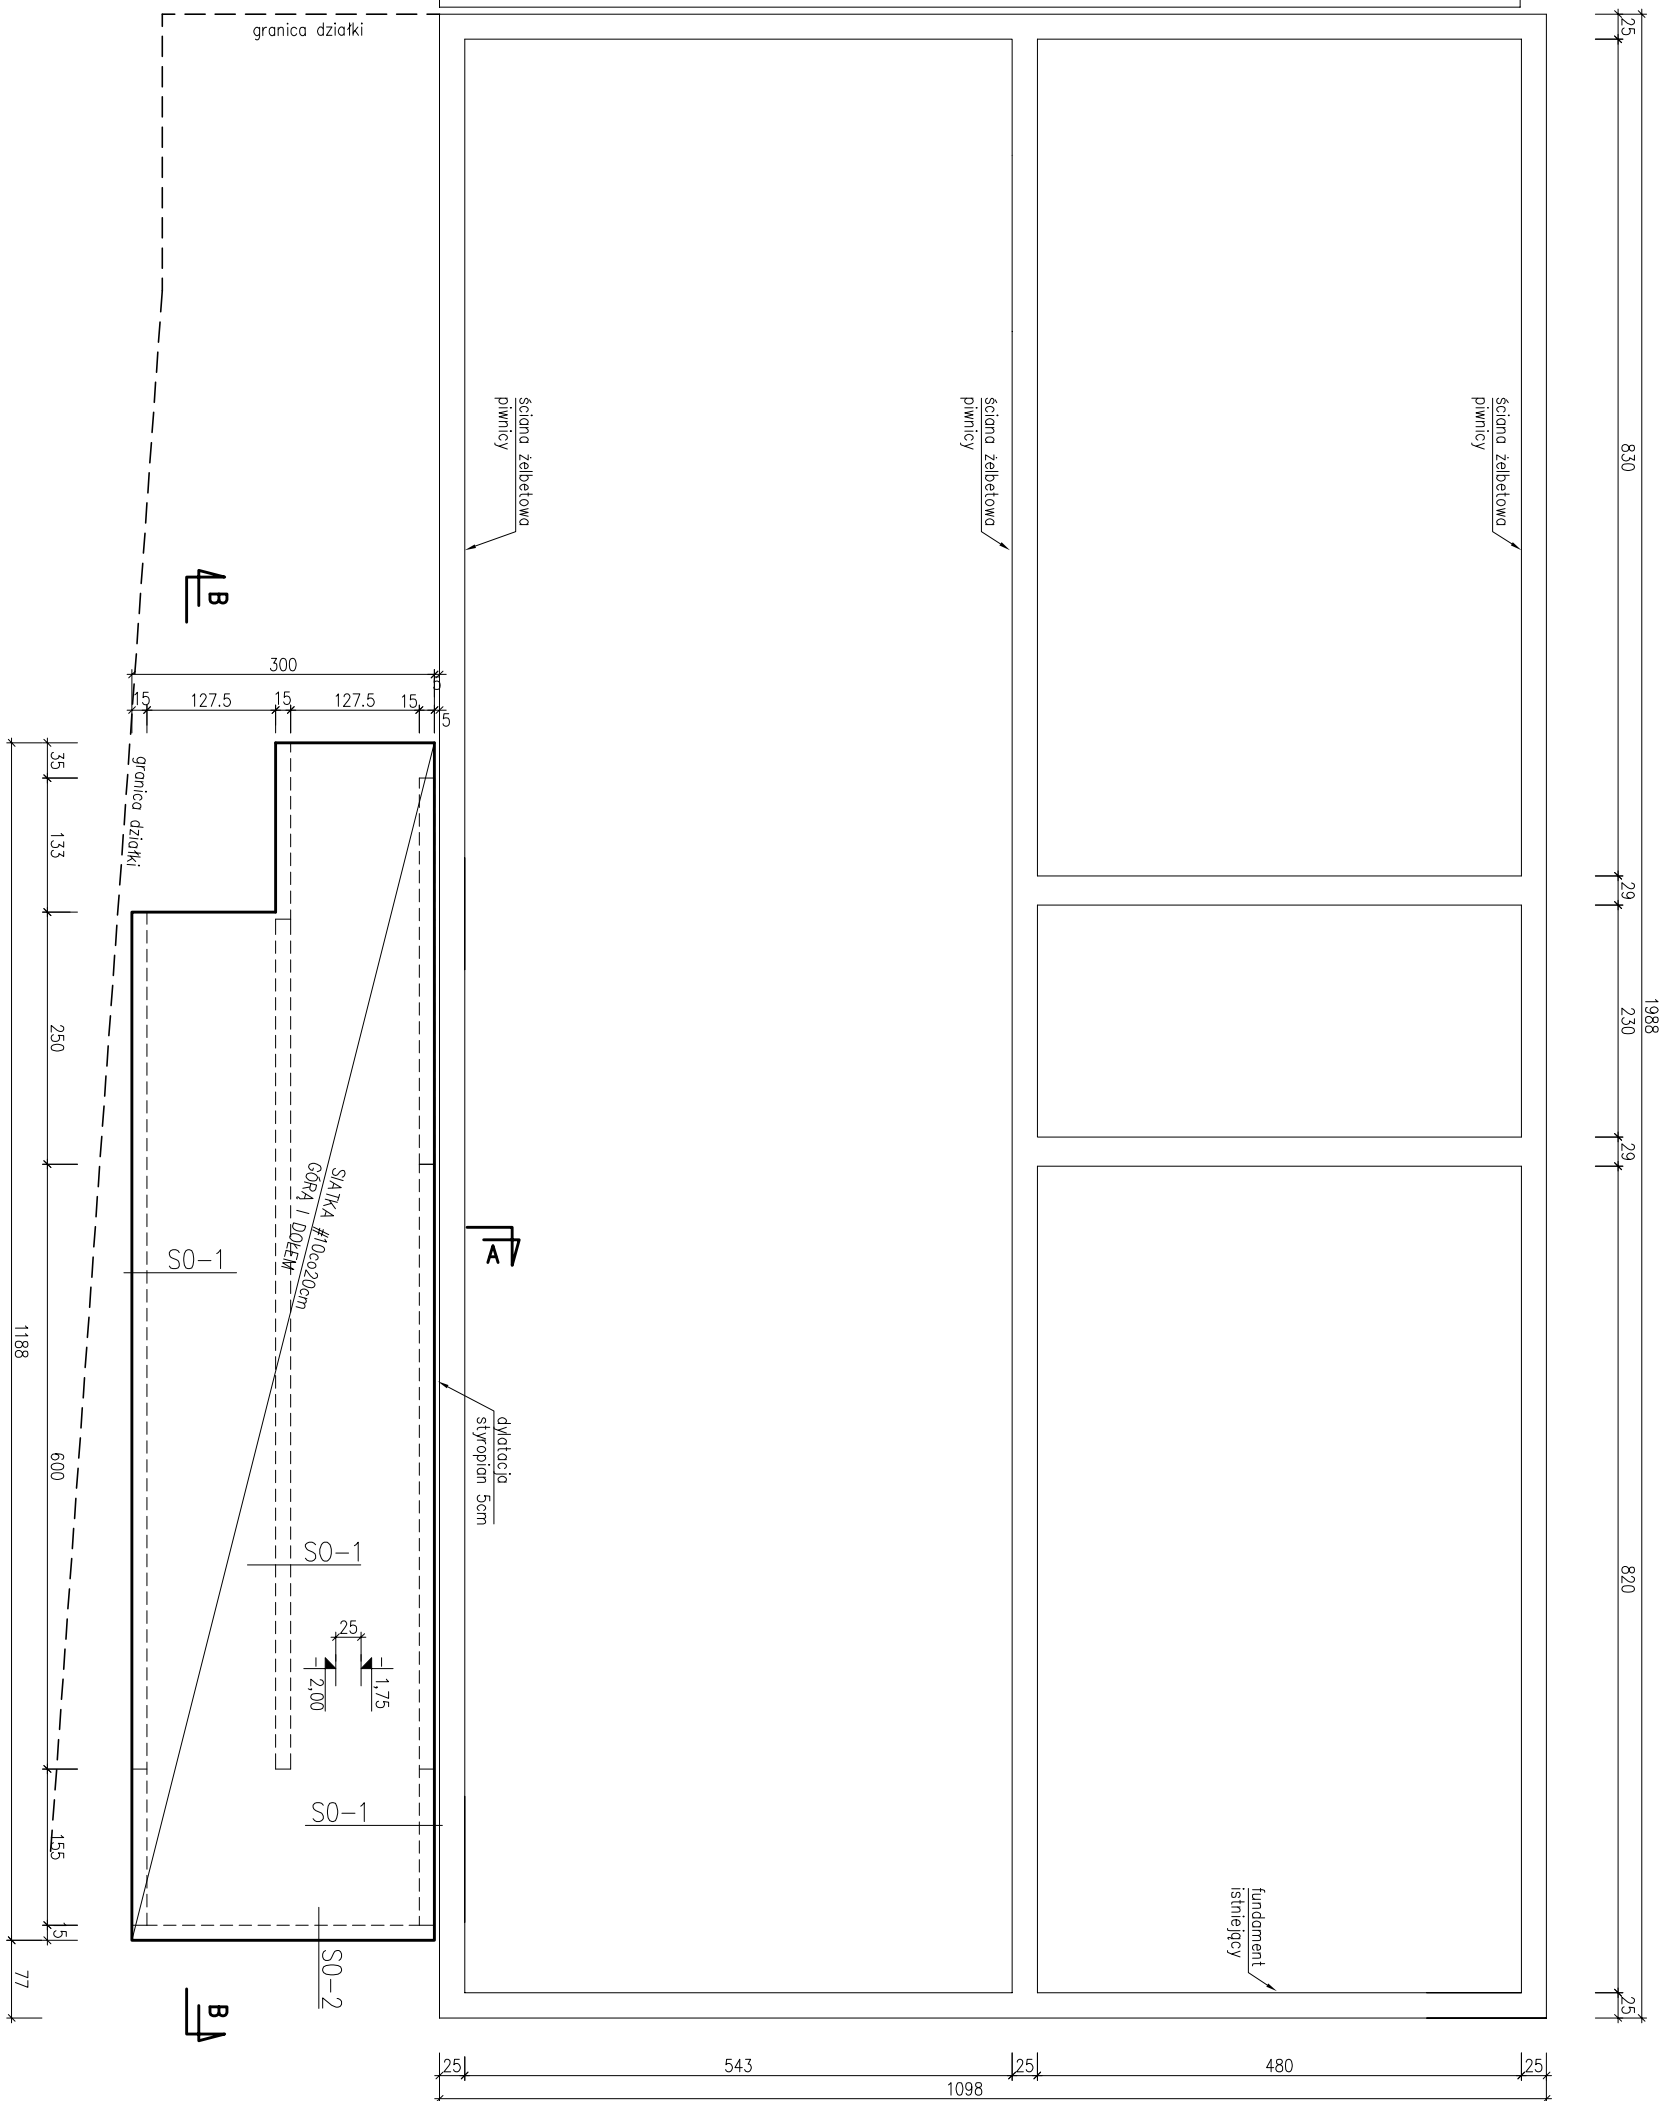 granica działki
25
830
29
230
29
820
25
1988
ściana żelbetowa
piwnicy
ściana żelbetowa
piwnicy
ściana żelbetowa
piwnicy
B
300
5
15
127.5
15
127.5
15
5
granica działki
35
133
250
600
155
15
1188
77
SIATKA #10co20cm
GÓRĄ I DOŁEM
A
SO-1
dylatacja
styropian 5cm
SO-1
25
-1,75
-2,00
SO-1
SO-2
fundament
istniejący
B
25
543
25
480
25
1098